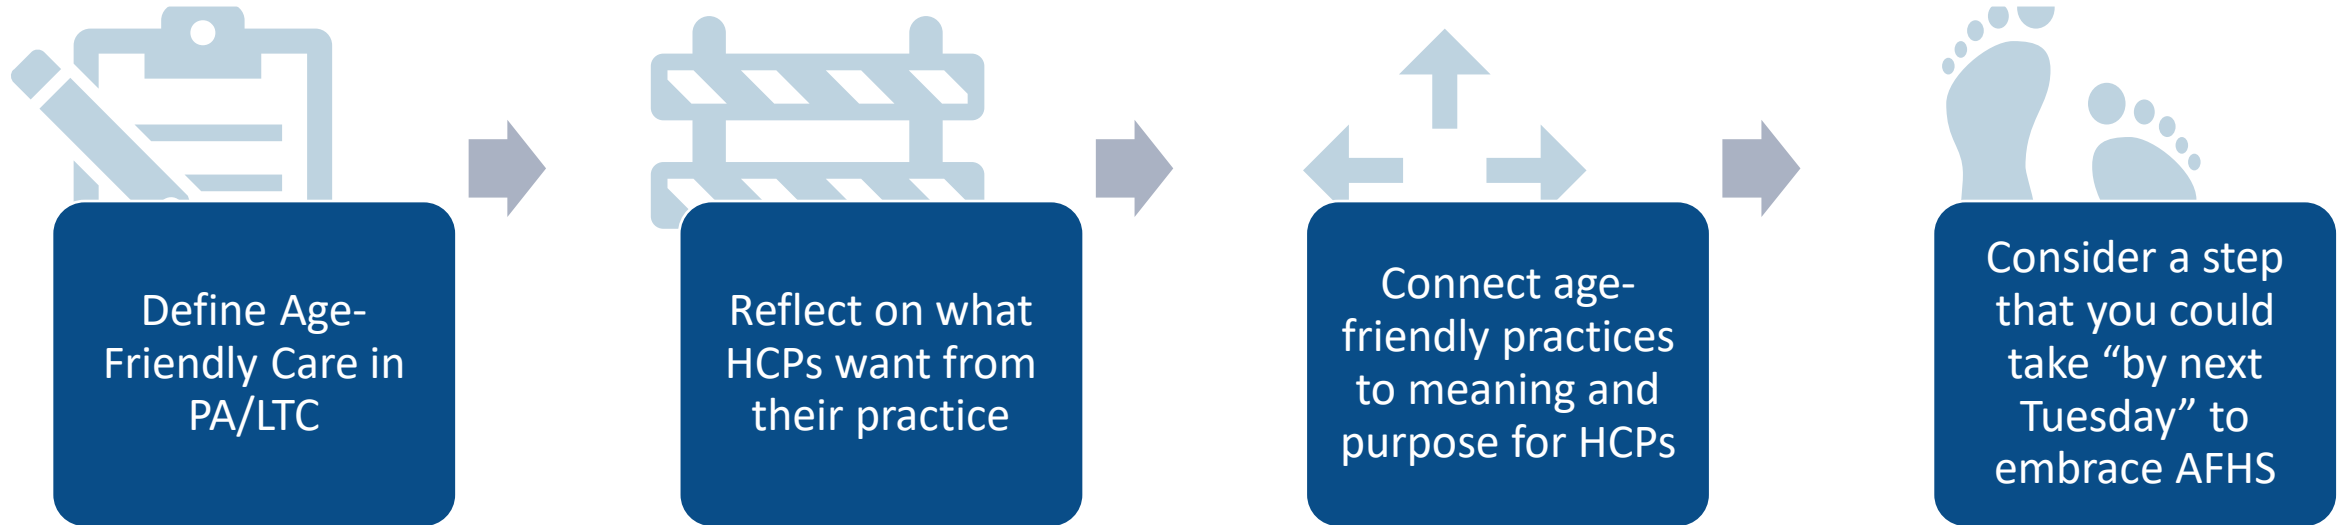 Define Age-
Friendly Care in
PA/LTC
Reflect on what
HCPs want from
their practice
Connect age-
friendly practices
to meaning and
purpose for HCPs
Consider a step
that you could
take “by next
Tuesday” to
embrace AFHS